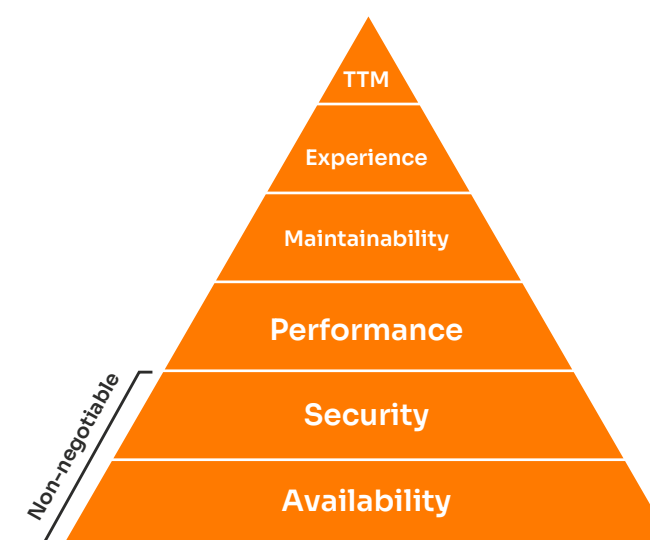 TTM
Experience
Maintainability
Performance
Security
Availability
Non-negotiable